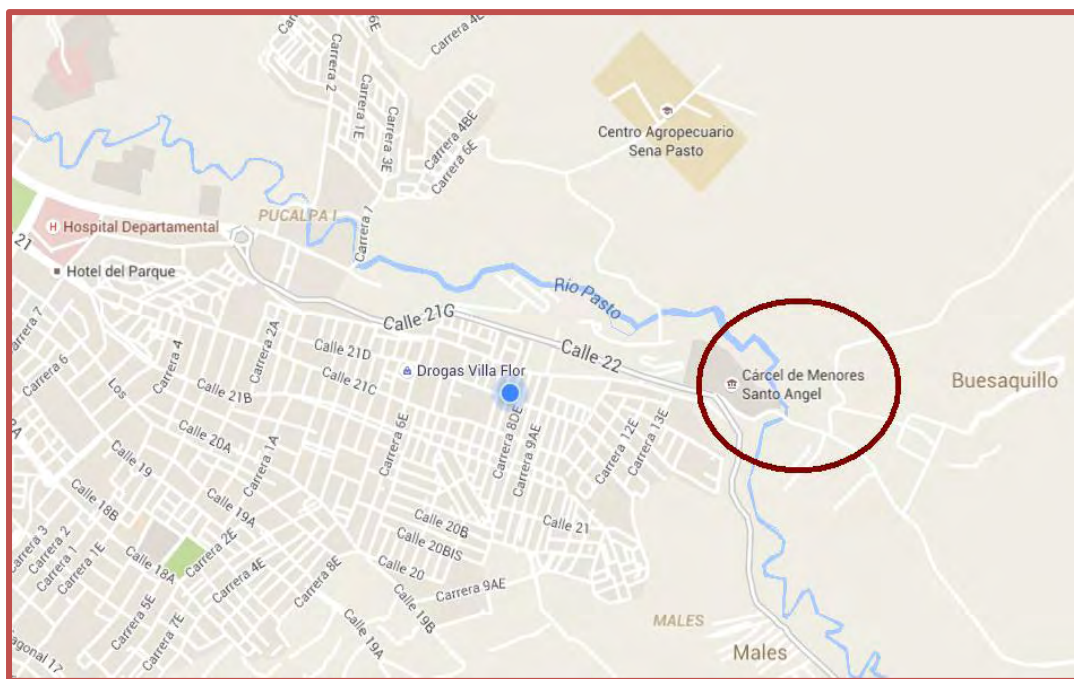 Carrera 4E
Carrera 2
Carrera 1E
Carrera 3E
Carrera 4BE
Carrera 6E
Centro Agropecuario
Sena Pasto
PUCALPA I
Carrera 1
H Hospital Departamental
21
Hotel del Parque
Río Pasto
Calle 21G
Calle 22
Carrera 7
Carrera 2A
Carrera 4
Calle 21D
Drogas Villa Flor
Cárcel de Menores
Santo Angel
Buesaquillo
Carrera 6
Los
Calle 21C
Calle 21B
Carrera 6E
Carrera 8DE
Carrera 9AE
Carrera 12E
Carrera 13E
Calle 20A
Carrera 1A
Calle 19
Calle 18B
Calle 19A
Calle 20B
Calle 21
Calle 20BIS
Calle 20
Carrera 3
Carrera 2
Carrera 1
Carrera 1E
Calle 18A
Carrera 2E
Carrera 4E
Carrera 8E
Carrera 9AE
Carrera 5E
Carrera 7E
Calle 19B
Calle 19A
MALES
Males
agonal 17